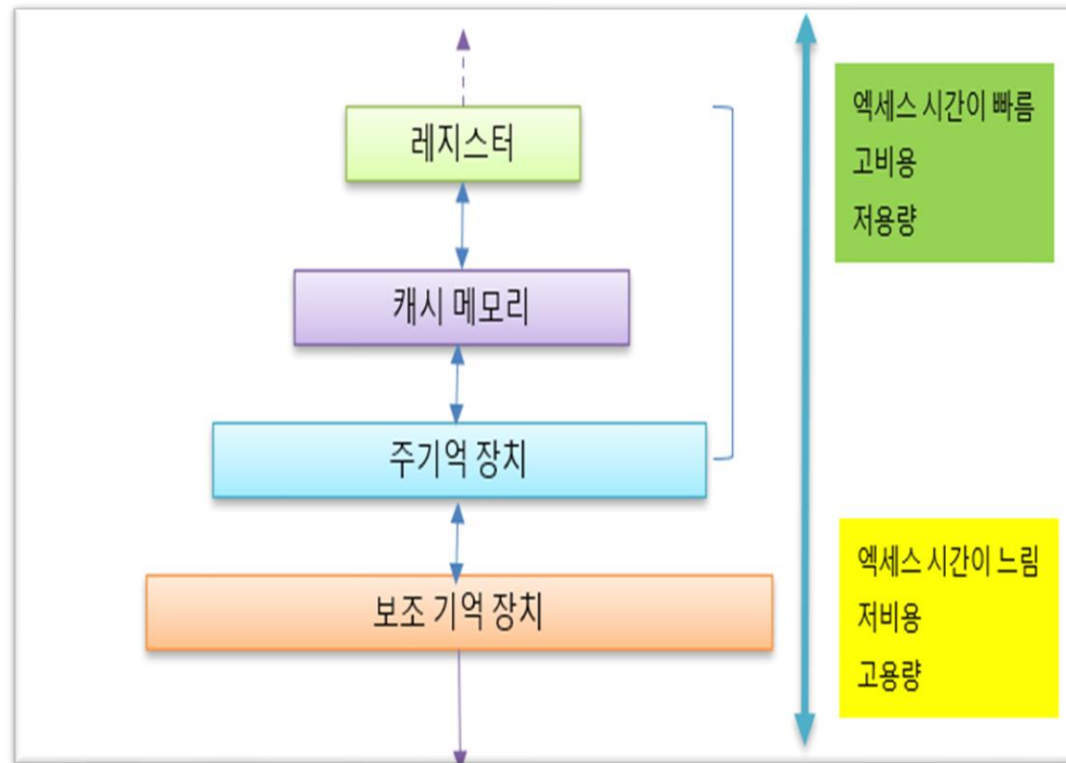 레지스터
캐시 메모리
주기억 장치
보조 기억 장치
엑세스 시간이 빠름
고비용
저용량
엑세스 시간이 느림
저비용
고용량